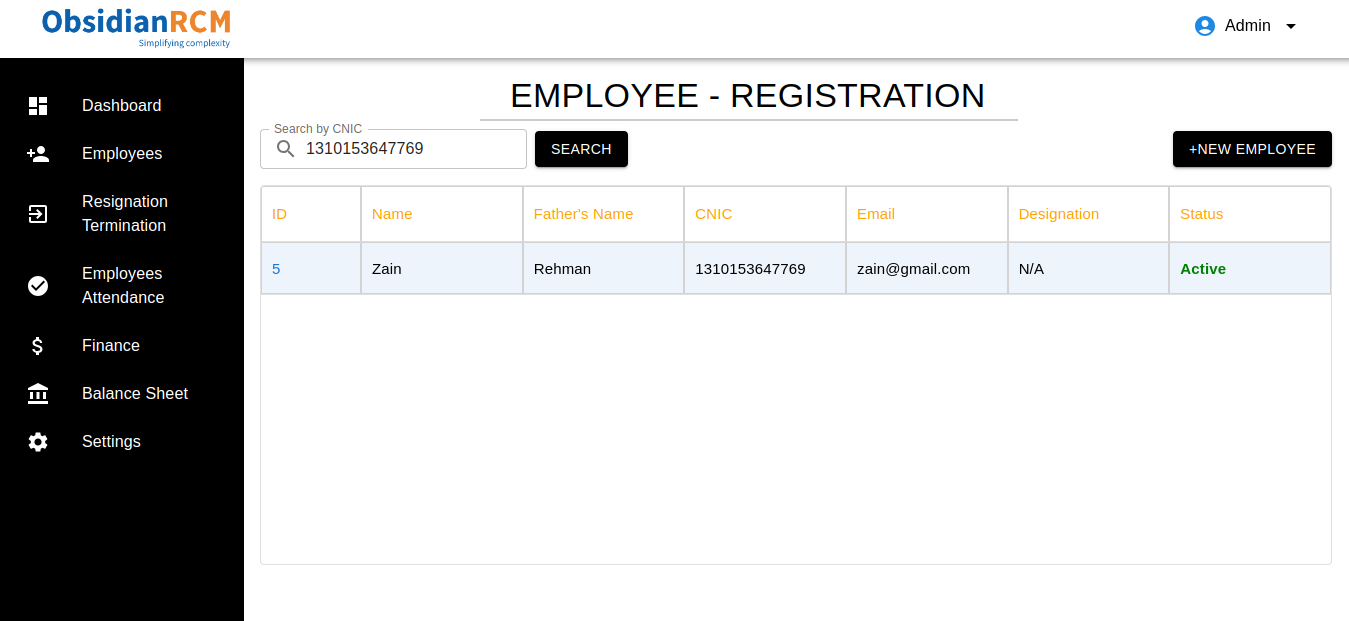 ObsidianRCM
Simplifying complexity
Admin
Dashboard
Employees
Resignation
Termination
Employees
Attendance
Finance
Balance Sheet
Settings
EMPLOYEE - REGISTRATION
Search by CNIC
1310153647769
SEARCH
+NEW EMPLOYEE
ID Name Father's Name CNIC Email Designation Status
5 Zain Rehman 1310153647769 zain@gmail.com N/A Active